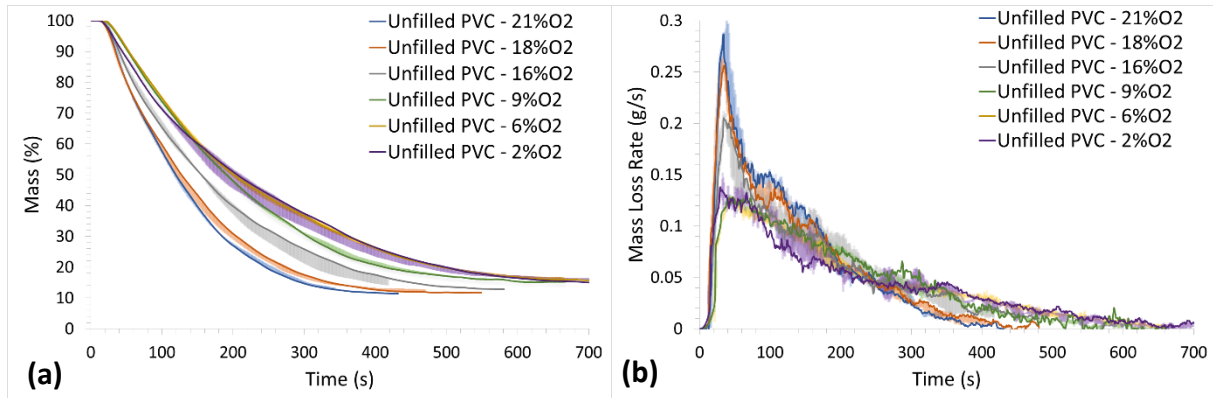 100
90
80
70
60
50
40
30
20
10
0
Mass (%)
Unfilled PVC - 21%O2
Unfilled PVC - 18%O2
Unfilled PVC - 16%O2
Unfilled PVC - 9%O2
Unfilled PVC - 6%O2
Unfilled PVC - 2%O2
0 100 200 300 400 500 600 700
Time (s)
(a)
0.3
0.25
0.2
0.15
0.1
0.05
0
Mass Loss Rate (g/s)
Unfilled PVC - 21%O2
Unfilled PVC - 18%O2
Unfilled PVC - 16%O2
Unfilled PVC - 9%O2
Unfilled PVC - 6%O2
Unfilled PVC - 2%O2
0 100 200 300 400 500 600 700
Time (s)
(b)